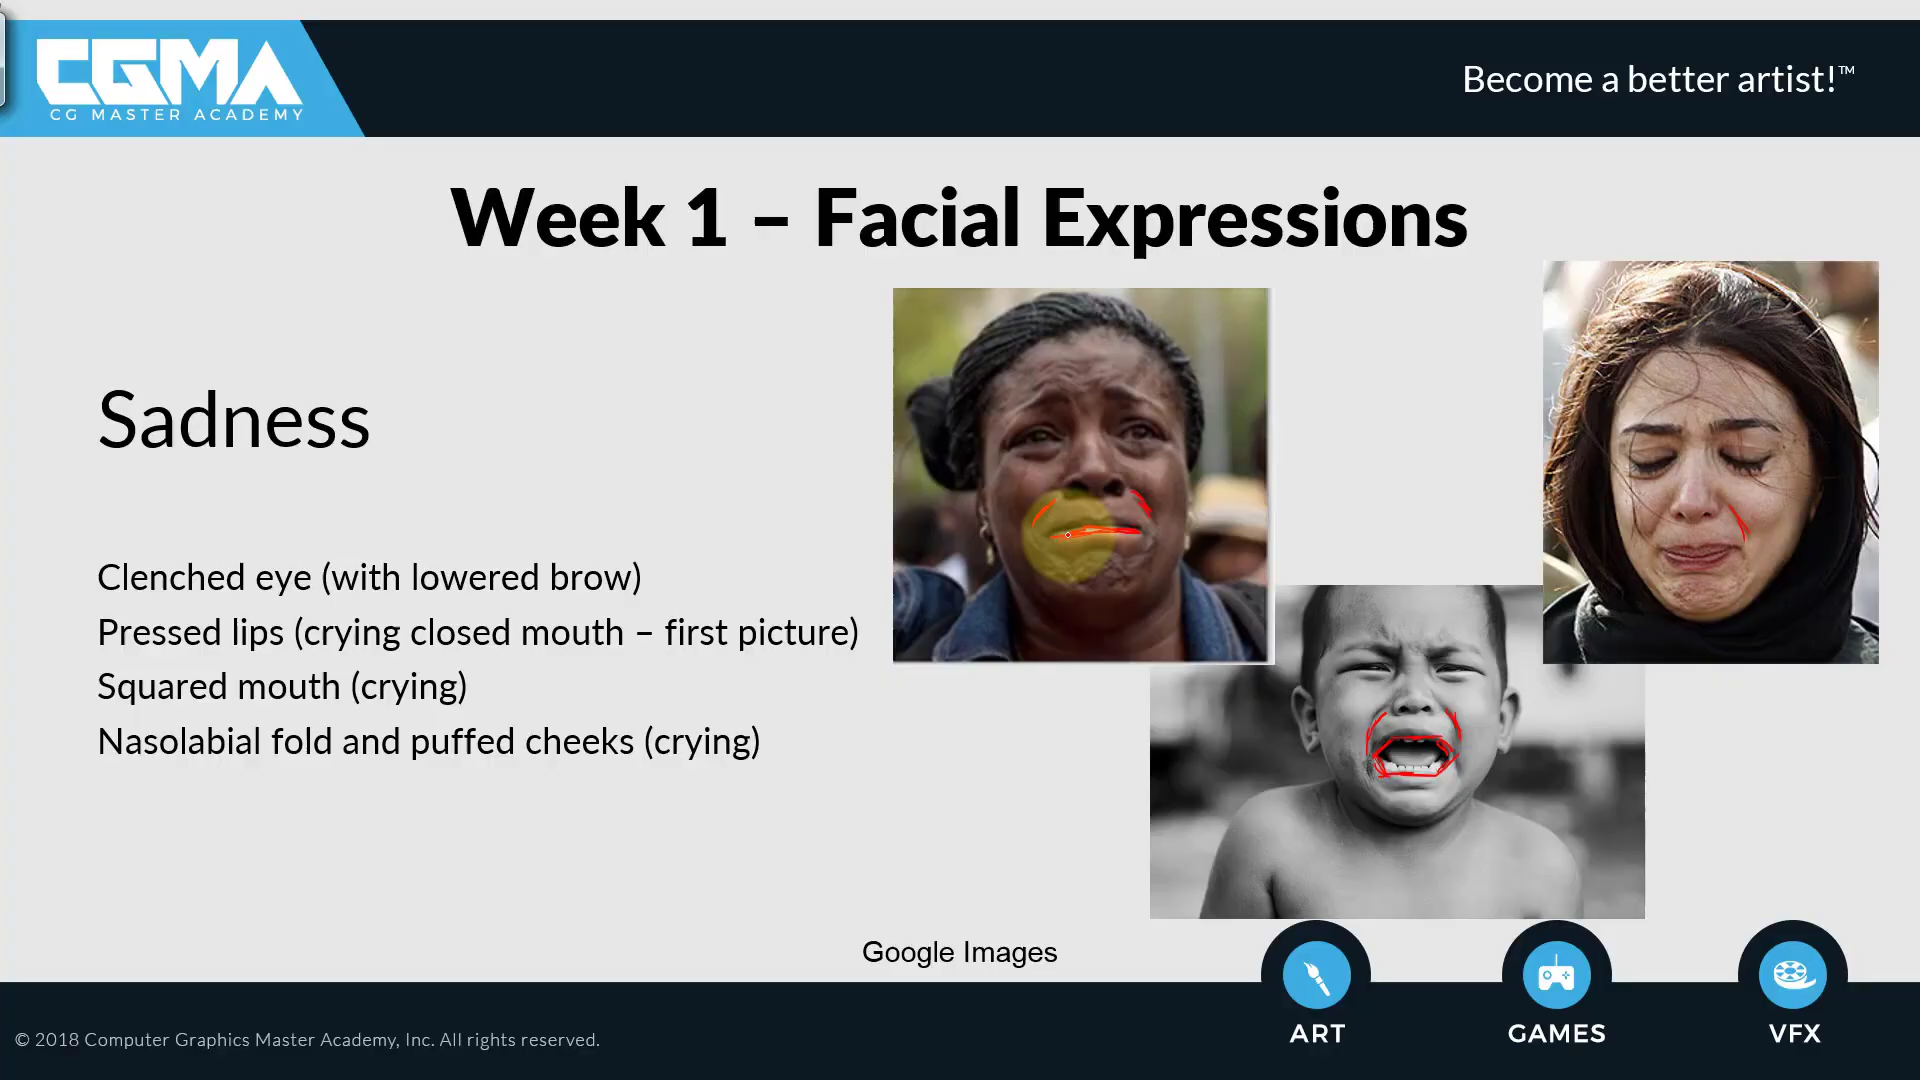 CGMA
CG MASTER ACADEMY
Become a better artist!™
Week 1 – Facial Expressions
Sadness
Clenched eye (with lowered brow)
Pressed lips (crying closed mouth – first picture)
Squared mouth (crying)
Nasolabial fold and puffed cheeks (crying)
Google Images
© 2018 Computer Graphics Master Academy, Inc. All rights reserved.
ART
GAMES
VFX